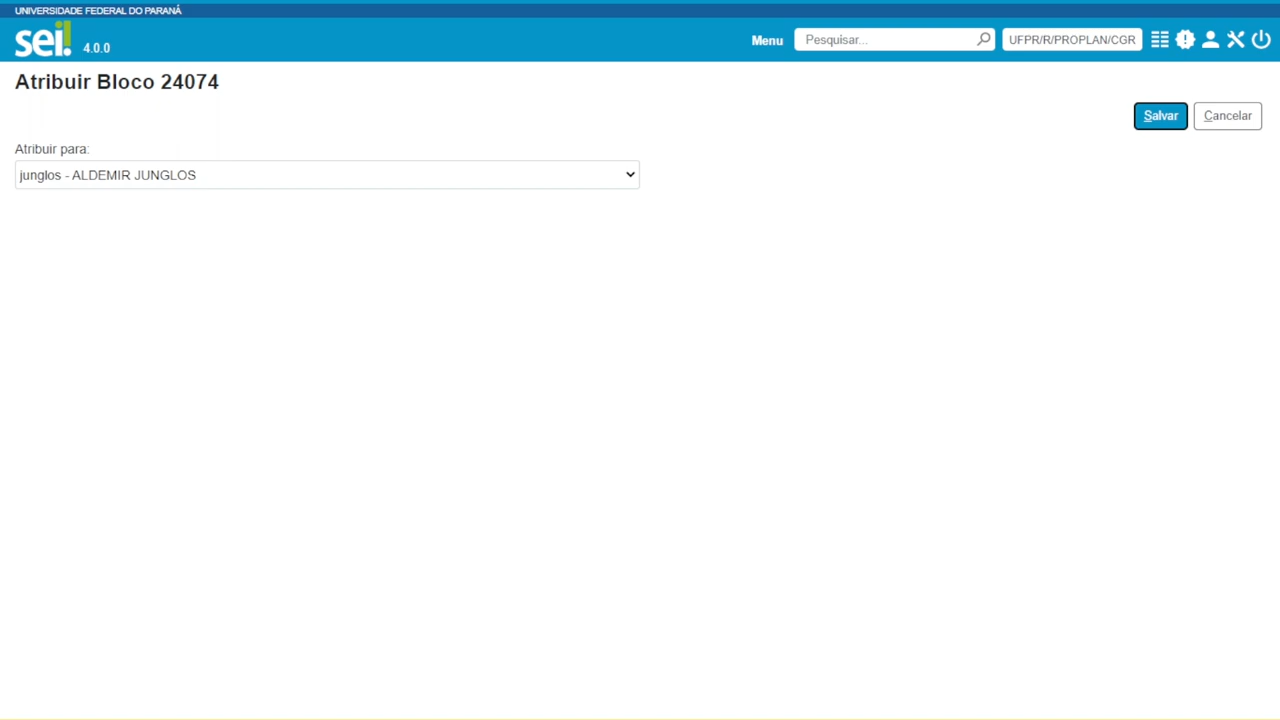 UNIVERSIDADE FEDERAL DO PARANÁ
sei! 4.0.0
Menu
Pesquisar...
UFPR/R/PROPLAN/CGR
Atribuir Bloco 24074
Salvar
Cancelar
Atribuir para:
junglos - ALDEMIR JUNGLOS